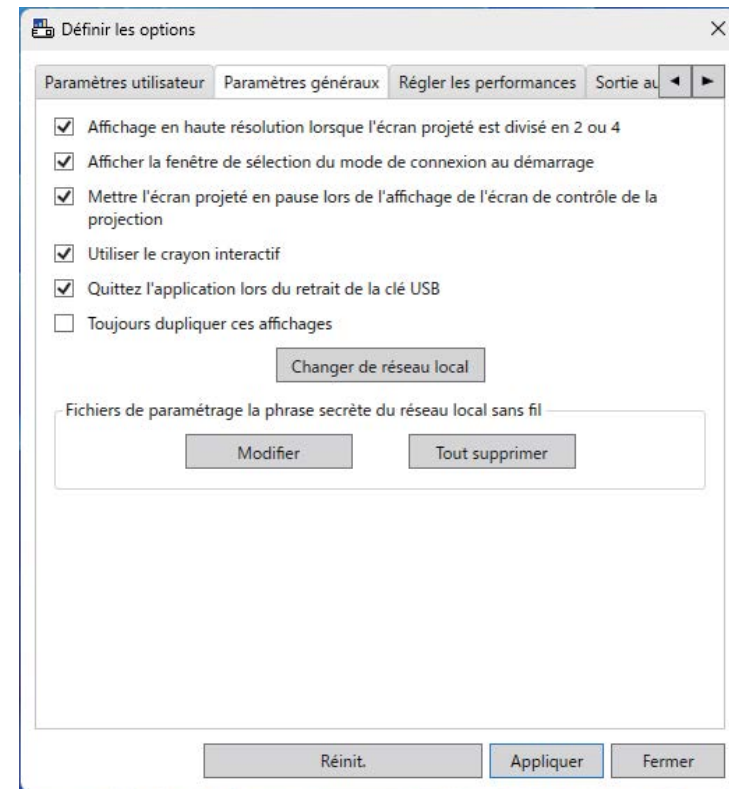 Définir les options
Paramètres utilisateur Paramètres généraux Régler les performances Sortie au
Affichage en haute résolution lorsque l'écran projeté est divisé en 2 ou 4
Afficher la fenêtre de sélection du mode de connexion au démarrage
Mettre l'écran projeté en pause lors de l'affichage de l'écran de contrôle de la
projection
Utiliser le crayon interactif
Quittez l'application lors du retrait de la clé USB
Toujours dupliquer ces affichages
Changer de réseau local
Fichiers de paramétrage la phrase secrète du réseau local sans fil
Modifier Tout supprimer
Réinit. Appliquer Fermer